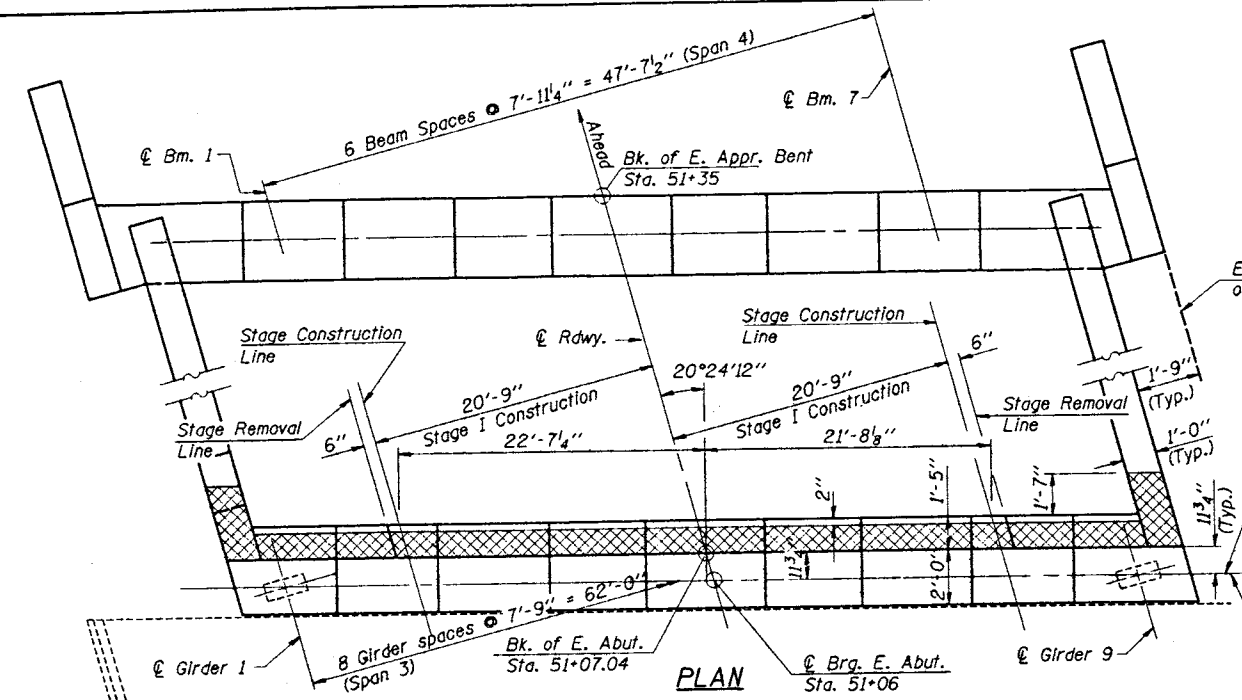 6 Beam Spaces @ 7'-11¼" = 47'-7½" (Span 4)
℄ Bm. 1
℄ Bm. 7
Ahead
Bk. of E. Appr. Bent
Sta. 51+35
Stage Construction
Line
Stage Construction
Line
℄ Rdwy.
20°24'12"
6"
20'-9"
Stage I Construction
20'-9"
Stage I Construction
Stage Removal
Line
6"
Stage Removal
Line
1'-9"
(Typ.)
1'-0"
(Typ.)
22'-7¼"
21'-8⅛"
2"
1'-5"
1'-7"
11¾"
(Typ.)
11¾"
2'-0"
8 Girder spaces @ 7'-9" = 62'-0"
(Span 3)
℄ Girder 1
Bk. of E. Abut.
Sta. 51+07.04
℄ Brg. E. Abut.
Sta. 51+06
℄ Girder 9
PLAN